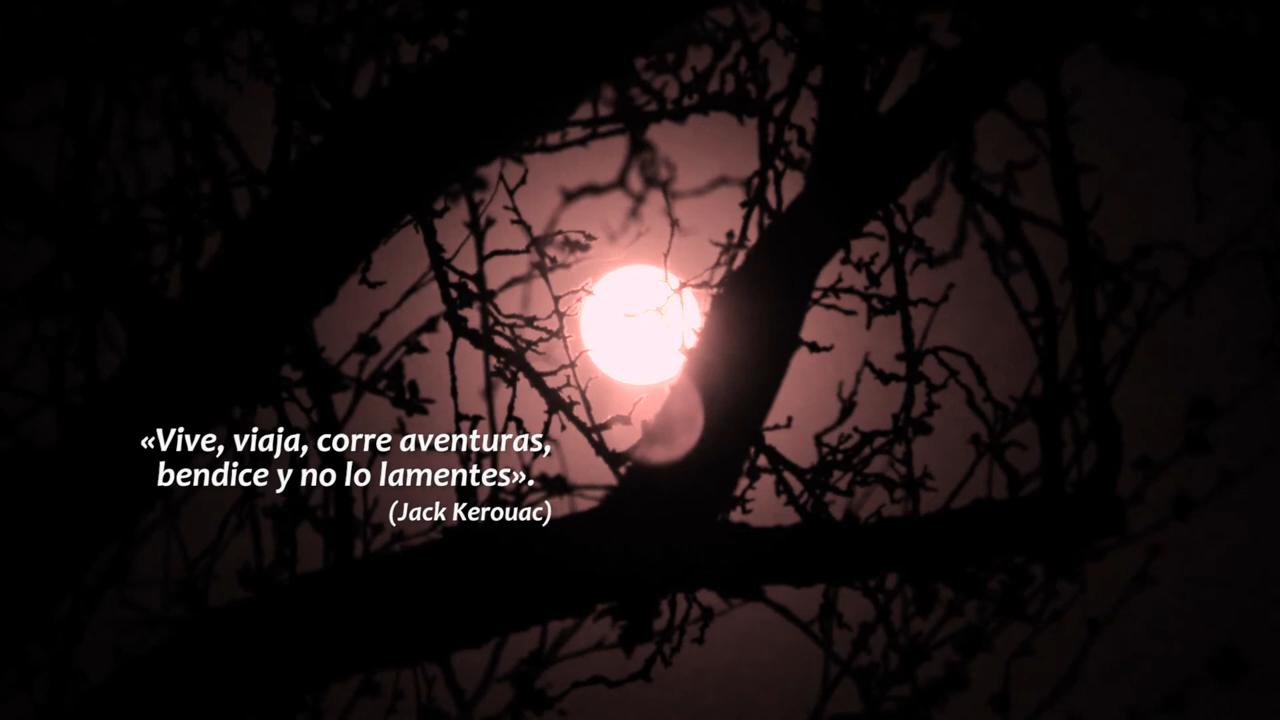 «Vive, viaja, corre aventuras,
bendice y no lo lamentes».
(Jack Kerouac)